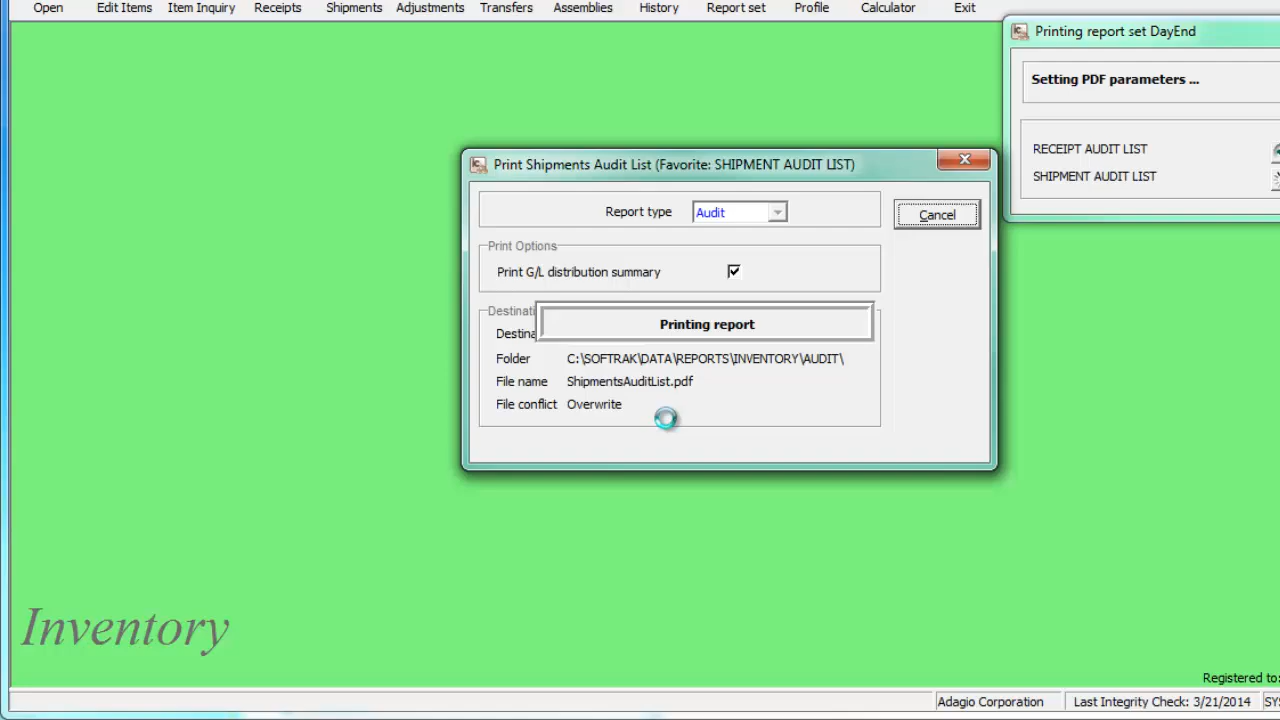 Open Edit Items Item Inquiry Receipts Shipments Adjustments Transfers Assemblies History Report set Profile Calculator Exit
Printing report set DayEnd
Setting PDF parameters ...
RECEIPT AUDIT LIST
SHIPMENT AUDIT LIST
Print Shipments Audit List (Favorite: SHIPMENT AUDIT LIST)
Report type Audit
Cancel
Print Options
Print G/L distribution summary
Destinati
Destina
Printing report
Folder C:\SOFTRAK\DATA\REPORTS\INVENTORY\AUDIT\
File name ShipmentsAuditList.pdf
File conflict Overwrite
Inventory
Registered to:
Adagio Corporation Last Integrity Check: 3/21/2014 SY